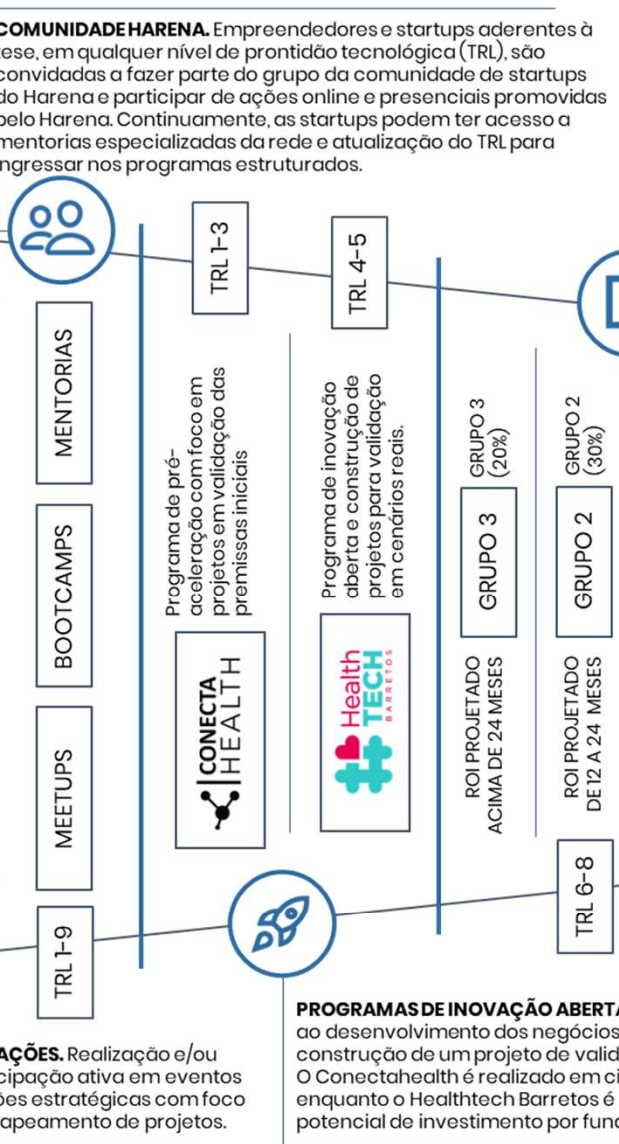 COMUNIDADE HARENA. Empreendedores e startups aderentes à
tese, em qualquer nível de prontidão tecnológica (TRL), são
convidadas a fazer parte do grupo da comunidade de startups
do Harena e participar de ações online e presenciais promovidas
pelo Harena. Continuamente, as startups podem ter acesso a
mentorias especializadas da rede e atualização do TRL para
ingressar nos programas estruturados.
MENTORIAS
BOOTCAMPS
MEETUPS
TRL 1-9
TRL 1-3
Programa de pré-
aceleração com foco em
projetos em validação das
premissas iniciais
CONECTA
HEALTH
TRL 4-5
Programa de inovação
aberta e construção de
projetos para validação
em cenários reais.
Health
TECH
BARRETOS
GRUPO 3
(20%)
GRUPO 3
ROI PROJETADO
ACIMA DE 24 MESES
GRUPO 2
(30%)
GRUPO 2
ROI PROJETADO
DE 12 A 24 MESES
TRL 6-8
AÇÕES. Realização e/ou
cipação ativa em eventos
ões estratégicas com foco
apeamento de projetos.
PROGRAMAS DE INOVAÇÃO ABERTA
ao desenvolvimento dos negócios
construção de um projeto de valid
O Conectahealth é realizado em ci
enquanto o Healthtech Barretos é
potencial de investimento por fund